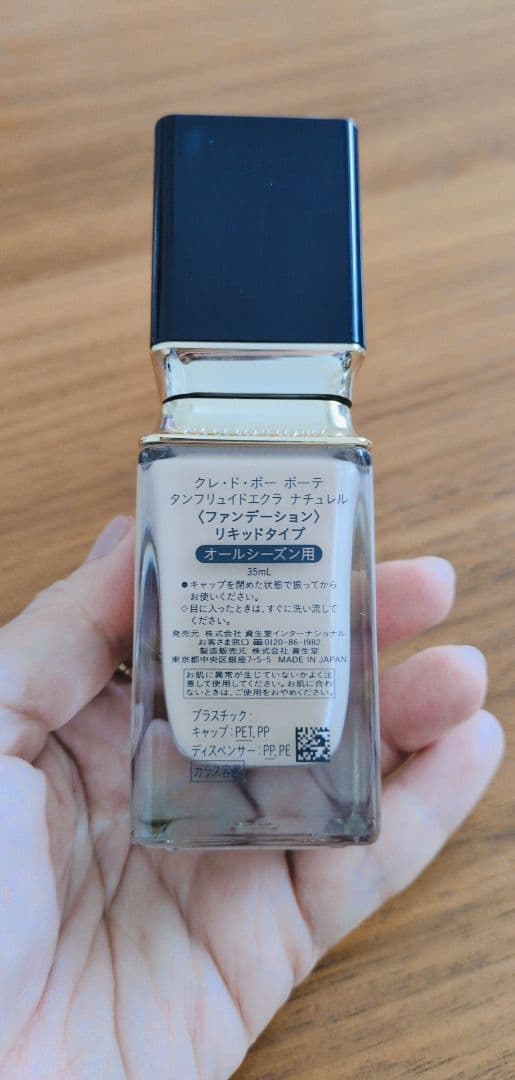 クレ・ド・ポー ボーテ
タンフリュイドエクラ ナチュレル
〈ファンデーション〉
リキッドタイプ
オールシーズン用
35mL
●キャップを閉めた状態で振ってから
お使いください。
◇目に入ったときは、すぐに洗い流して
ください。
発売元 株式会社 資生堂インターナショナル
お客さま窓口 ☎0120-86-1982
製造販売元 株式会社 資生堂
東京都中央区銀座7-5-5 MADE IN JAPAN
お肌に異常が生じていないかよく注
意して使用してください。お肌に合わ
ないときは、ご使用をおやめください。
プラスチック:
キャップ:PET, PP
ディスペンサー:PP, PE
ガラス容器